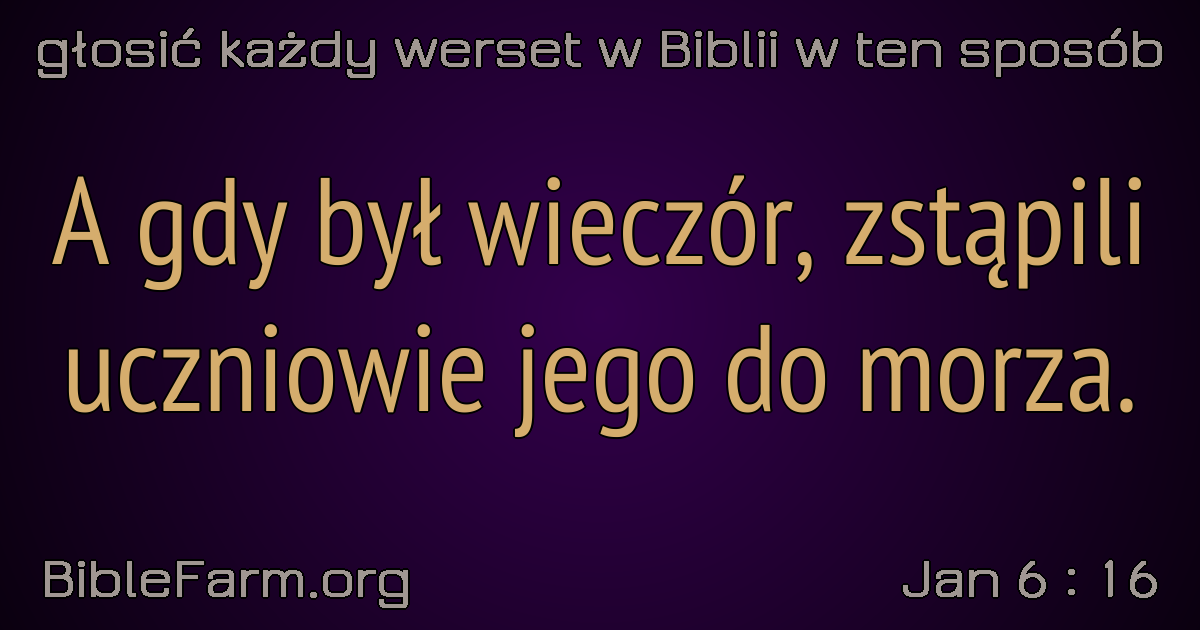 głosić każdy werset w Biblii w ten sposób
A gdy był wieczór, zstąpili
uczniowie jego do morza.
BibleFarm.org
Jan 6 : 16